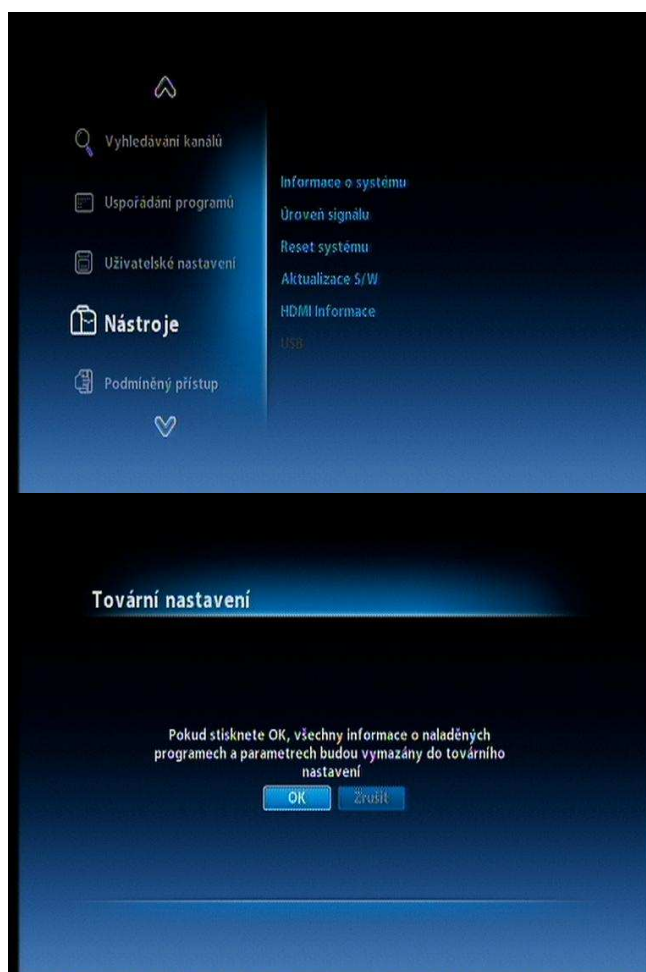 Vyhledávání kanálů
Uspořádání programů
Uživatelské nastavení
Nástroje
Podmíněný přístup
Informace o systému
Úroveň signálu
Reset systému
Aktualizace S/W
HDMI Informace
USB
Tovární nastavení
Pokud stisknete OK, všechny informace o naladěných
programech a parametrech budou vymazány do továrního
nastavení
OK Zrušit